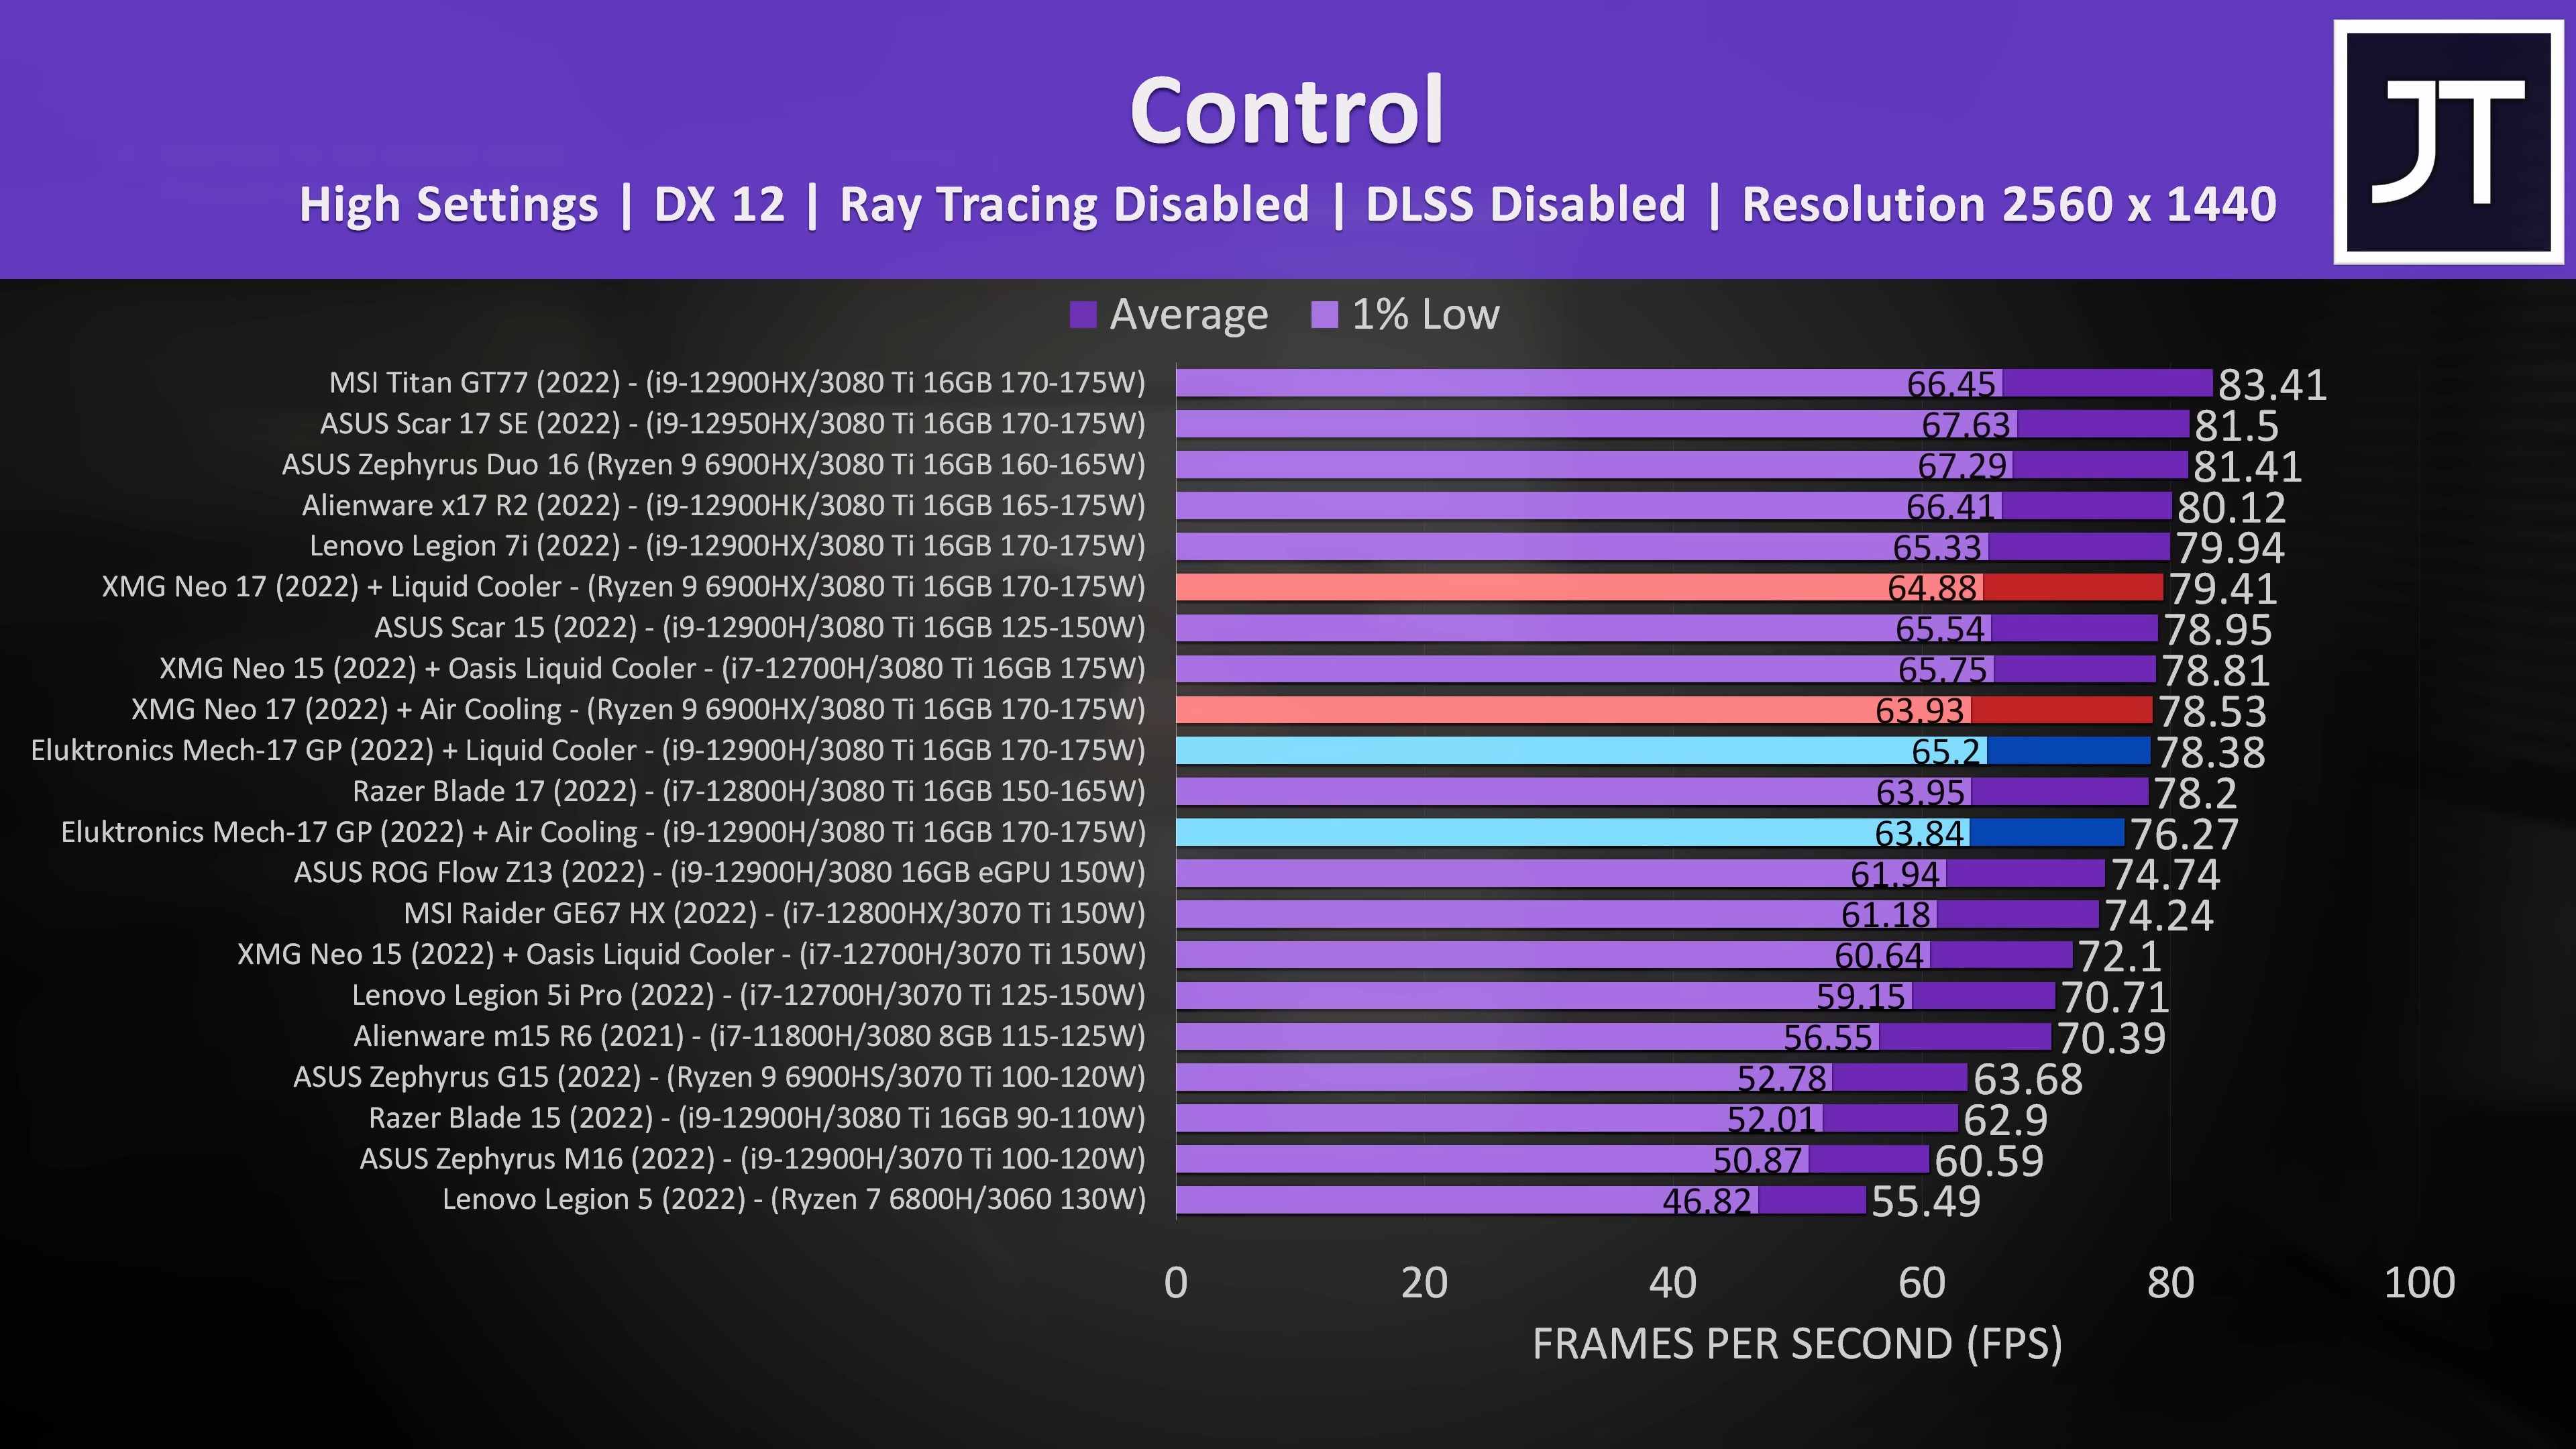 Control
JT
High Settings | DX 12 | Ray Tracing Disabled | DLSS Disabled | Resolution 2560 x 1440
Average 1% Low
MSI Titan GT77 (2022) - (i9-12900HX/3080 Ti 16GB 170-175W) 66.45 83.41
ASUS Scar 17 SE (2022) - (i9-12950HX/3080 Ti 16GB 170-175W) 67.63 81.5
ASUS Zephyrus Duo 16 (Ryzen 9 6900HX/3080 Ti 16GB 160-165W) 67.29 81.41
Alienware x17 R2 (2022) - (i9-12900HK/3080 Ti 16GB 165-175W) 66.41 80.12
Lenovo Legion 7i (2022) - (i9-12900HX/3080 Ti 16GB 170-175W) 65.33 79.94
XMG Neo 17 (2022) + Liquid Cooler - (Ryzen 9 6900HX/3080 Ti 16GB 170-175W) 64.88 79.41
ASUS Scar 15 (2022) - (i9-12900H/3080 Ti 16GB 125-150W) 65.54 78.95
XMG Neo 15 (2022) + Oasis Liquid Cooler - (i7-12700H/3080 Ti 16GB 175W) 65.75 78.81
XMG Neo 17 (2022) + Air Cooling - (Ryzen 9 6900HX/3080 Ti 16GB 170-175W) 63.93 78.53
Eluktronics Mech-17 GP (2022) + Liquid Cooler - (i9-12900H/3080 Ti 16GB 170-175W) 65.2 78.38
Razer Blade 17 (2022) - (i7-12800H/3080 Ti 16GB 150-165W) 63.95 78.2
Eluktronics Mech-17 GP (2022) + Air Cooling - (i9-12900H/3080 Ti 16GB 170-175W) 63.84 76.27
ASUS ROG Flow Z13 (2022) - (i9-12900H/3080 16GB eGPU 150W) 61.94 74.74
MSI Raider GE67 HX (2022) - (i7-12800HX/3070 Ti 150W) 61.18 74.24
XMG Neo 15 (2022) + Oasis Liquid Cooler - (i7-12700H/3070 Ti 150W) 60.64 72.1
Lenovo Legion 5i Pro (2022) - (i7-12700H/3070 Ti 125-150W) 59.15 70.71
Alienware m15 R6 (2021) - (i7-11800H/3080 8GB 115-125W) 56.55 70.39
ASUS Zephyrus G15 (2022) - (Ryzen 9 6900HS/3070 Ti 100-120W) 52.78 63.68
Razer Blade 15 (2022) - (i9-12900H/3080 Ti 16GB 90-110W) 52.01 62.9
ASUS Zephyrus M16 (2022) - (i9-12900H/3070 Ti 100-120W) 50.87 60.59
Lenovo Legion 5 (2022) - (Ryzen 7 6800H/3060 130W) 46.82 55.49
0 20 40 60 80 100
FRAMES PER SECOND (FPS)